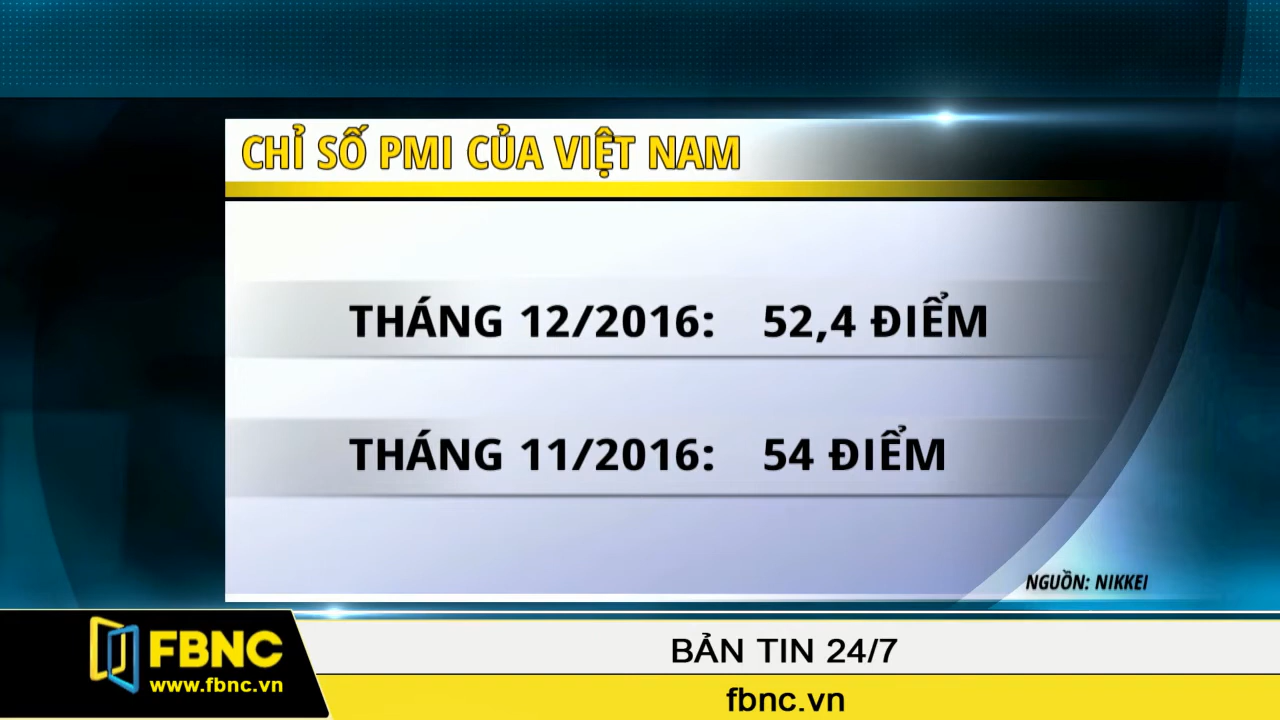 CHỈ SỐ PMI CỦA VIỆT NAM
THÁNG 12/2016: 52,4 ĐIỂM
THÁNG 11/2016: 54 ĐIỂM
NGUỒN: NIKKEI
FBNC
www.fbnc.vn
BẢN TIN 24/7
fbnc.vn